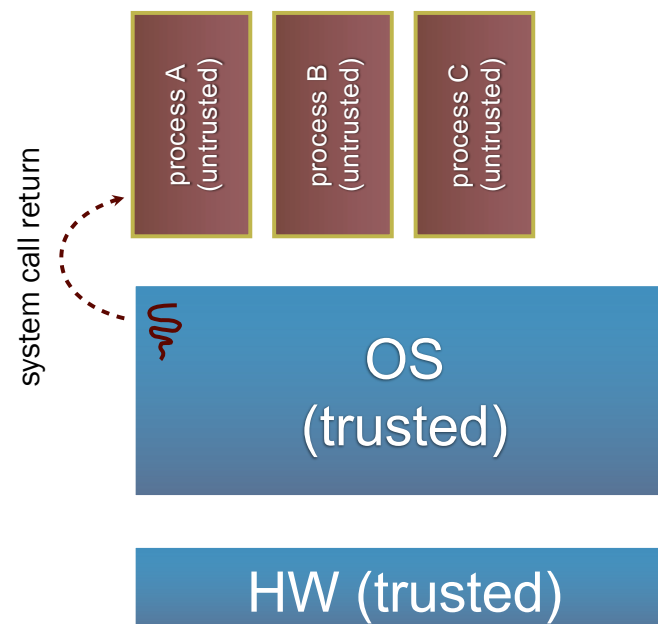 process A
(untrusted)
process B
(untrusted)
process C
(untrusted)
system call return
OS
(trusted)
HW (trusted)